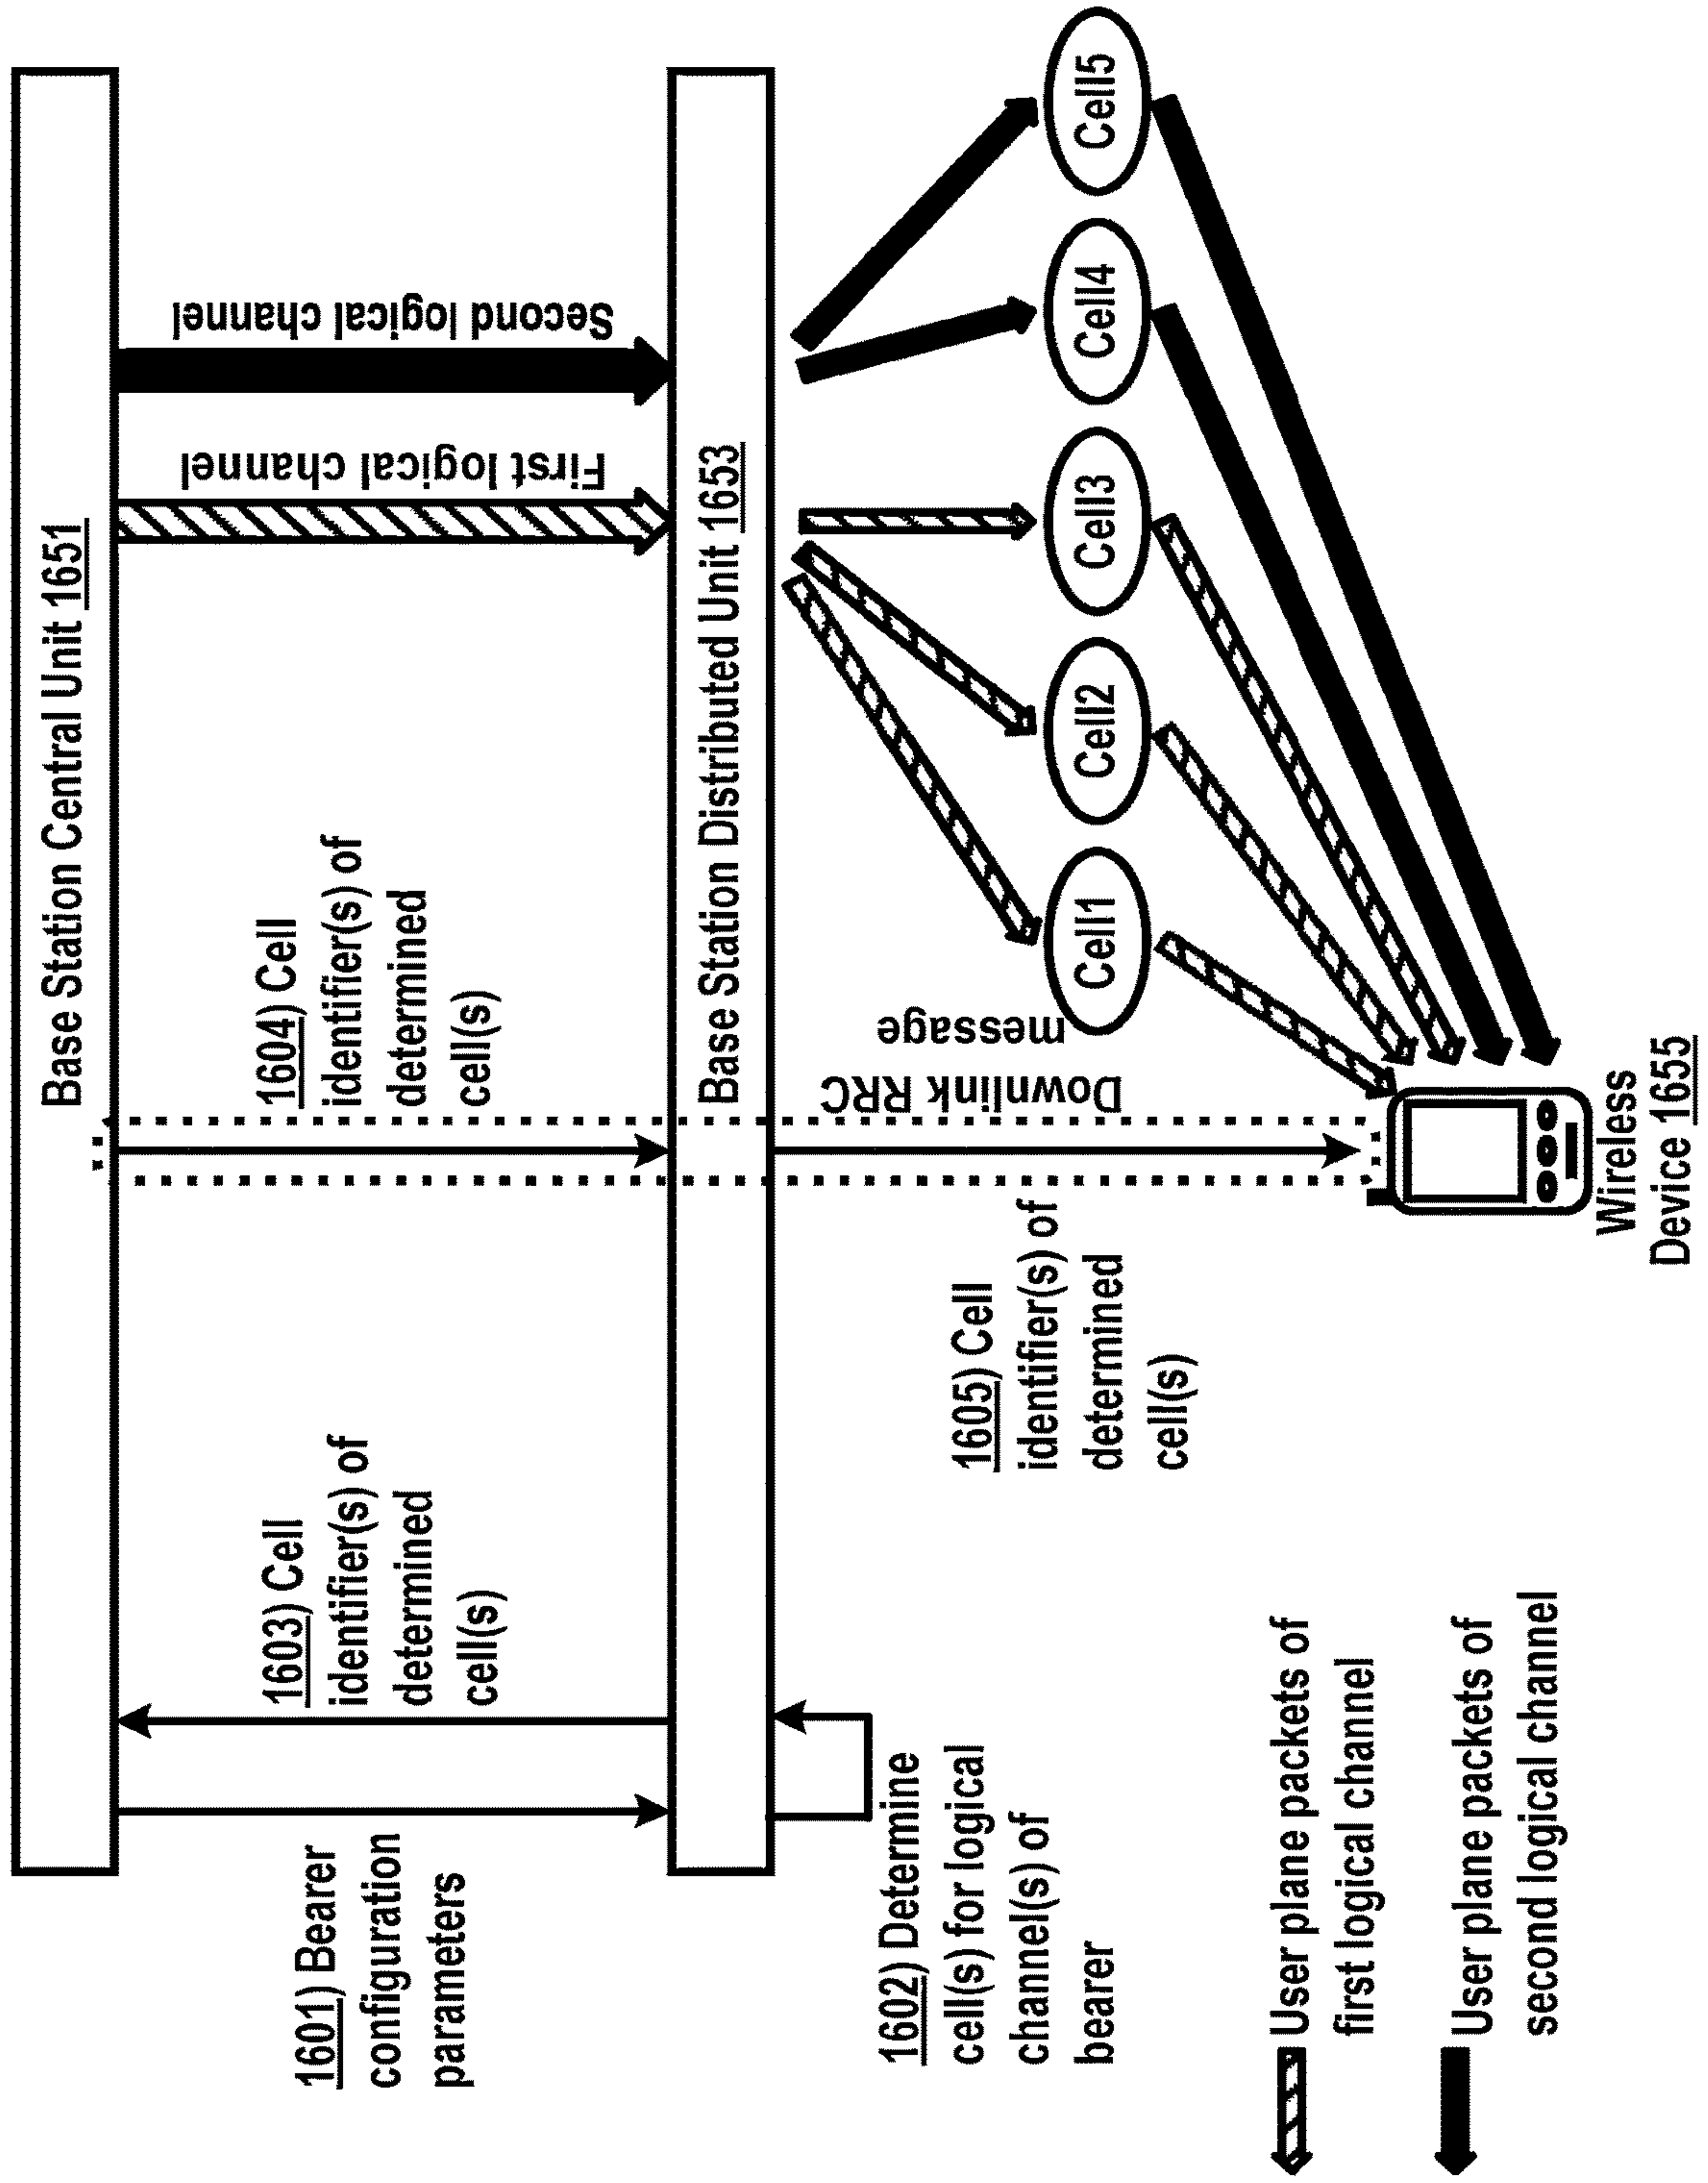 Base Station Central Unit 1651
1601) Bearer
configuration
parameters
1603) Cell
identifier(s) of
determined
cell(s)
1604) Cell
identifier(s) of
determined
cell(s)
First logical channel
Second logical channel
Base Station Distributed Unit 1653
1602) Determine
cell(s) for logical
channel(s) of
bearer
1605) Cell
identifier(s) of
determined
cell(s)
Downlink RRC
message
Cell1
Cell2
Cell3
Cell4
Cell5
Wireless
Device 1655
User plane packets of
first logical channel
User plane packets of
second logical channel